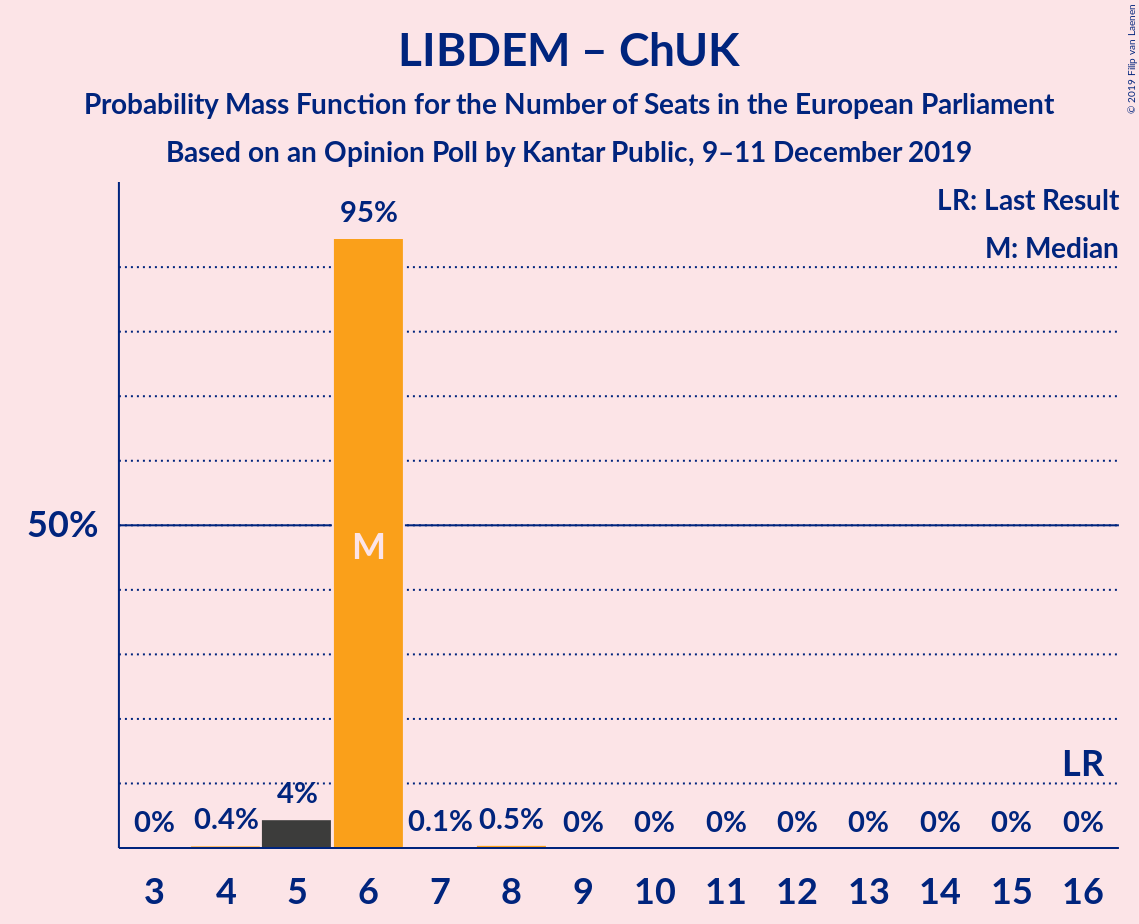 LIBDEM – ChUK
Probability Mass Function for the Number of Seats in the European Parliament
Based on an Opinion Poll by Kantar Public, 9–11 December 2019
© 2019 Filip van Laenen
LR: Last Result
M: Median
95%
50%
M
LR
0% 0.4% 4% 0.1% 0.5% 0% 0% 0% 0% 0% 0% 0% 0%
3 4 5 6 7 8 9 10 11 12 13 14 15 16